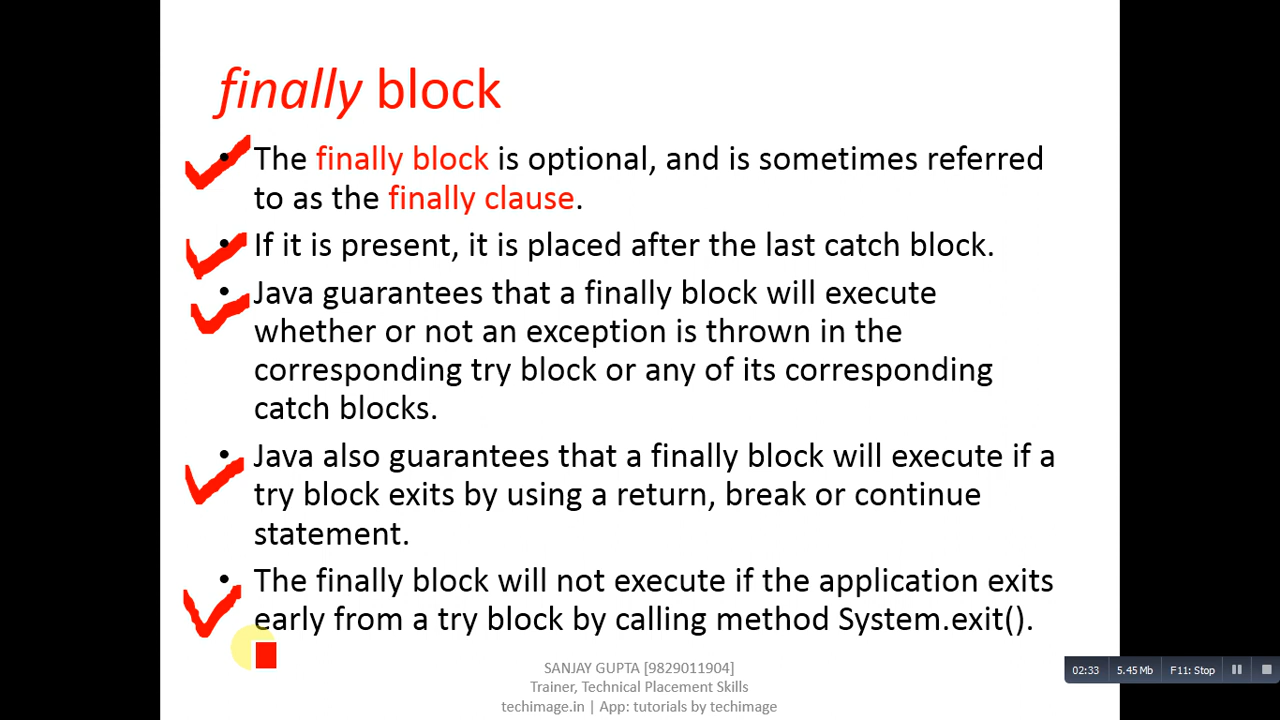 finally block
• The finally block is optional, and is sometimes referred
to as the finally clause.
• If it is present, it is placed after the last catch block.
• Java guarantees that a finally block will execute
whether or not an exception is thrown in the
corresponding try block or any of its corresponding
catch blocks.
• Java also guarantees that a finally block will execute if a
try block exits by using a return, break or continue
statement.
• The finally block will not execute if the application exits
early from a try block by calling method System.exit().
SANJAY GUPTA [9829011904]
Trainer, Technical Placement Skills
techimage.in | App: tutorials by techimage
02:33 5.45 Mb F11: Stop